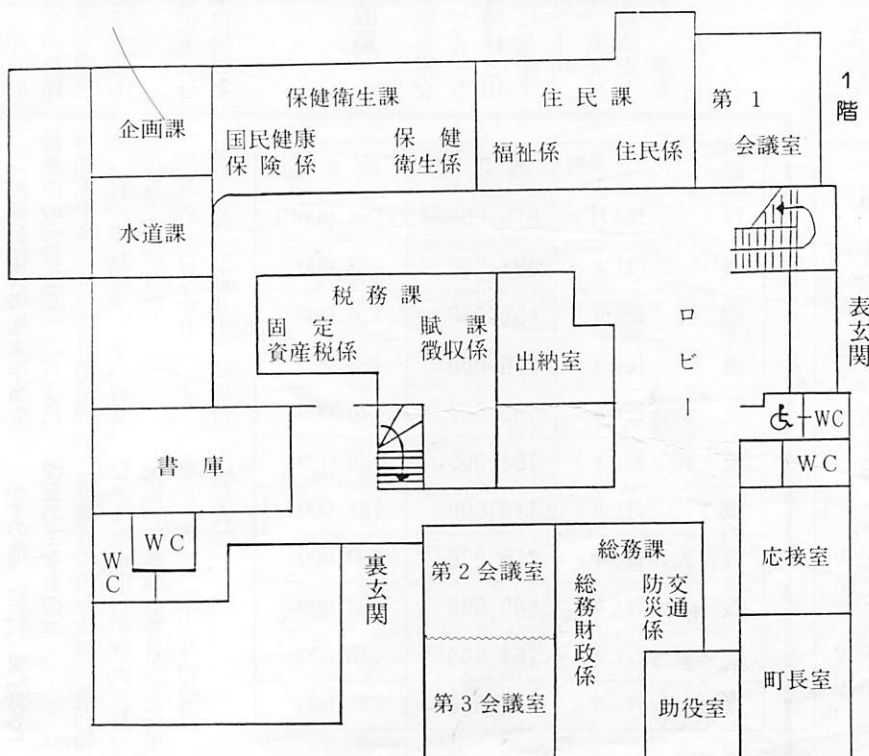 1階
企画課
保健衛生課
国民健康
保険係
保健
衛生係
住民課
福祉係
住民係
第1
会議室
水道課
税務課
固定
資産税係
賦課
徴収係
出納室
ロビー
表玄関
WC
WC
書庫
WC
WC
裏玄関
第2会議室
第3会議室
総務課
総務財政係
交通
防災係
助役室
応接室
町長室